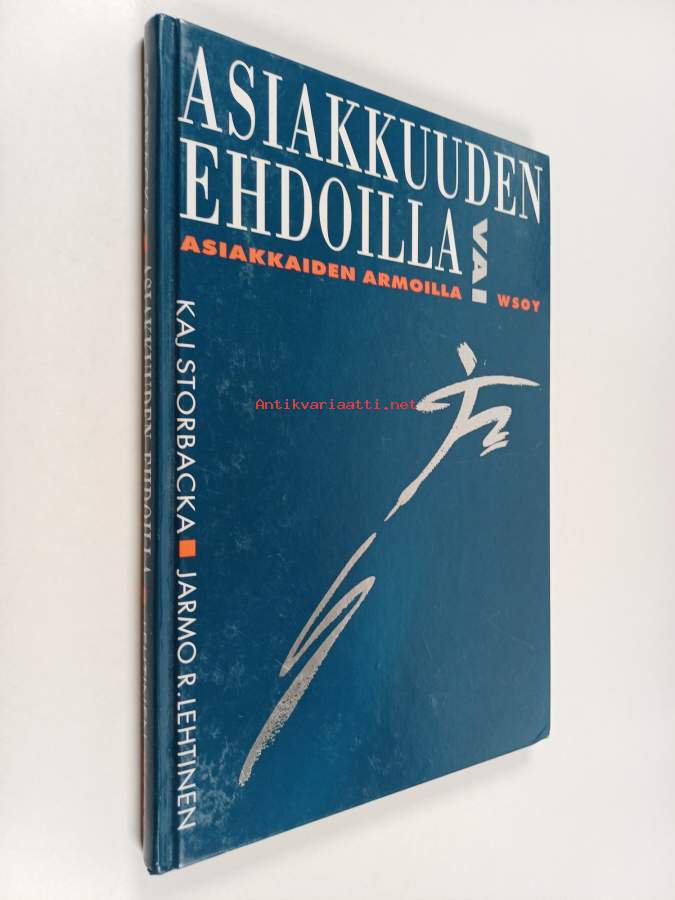 ASIAKKUUDEN
EHDOILLA
VAI
ASIAKKAIDEN ARMOILLA
WSOY
KAJ STORBACKA ■ JARMO R. LEHTINEN
Antikvariaatti.net
ASIAKKUUDEN EHDOILLA